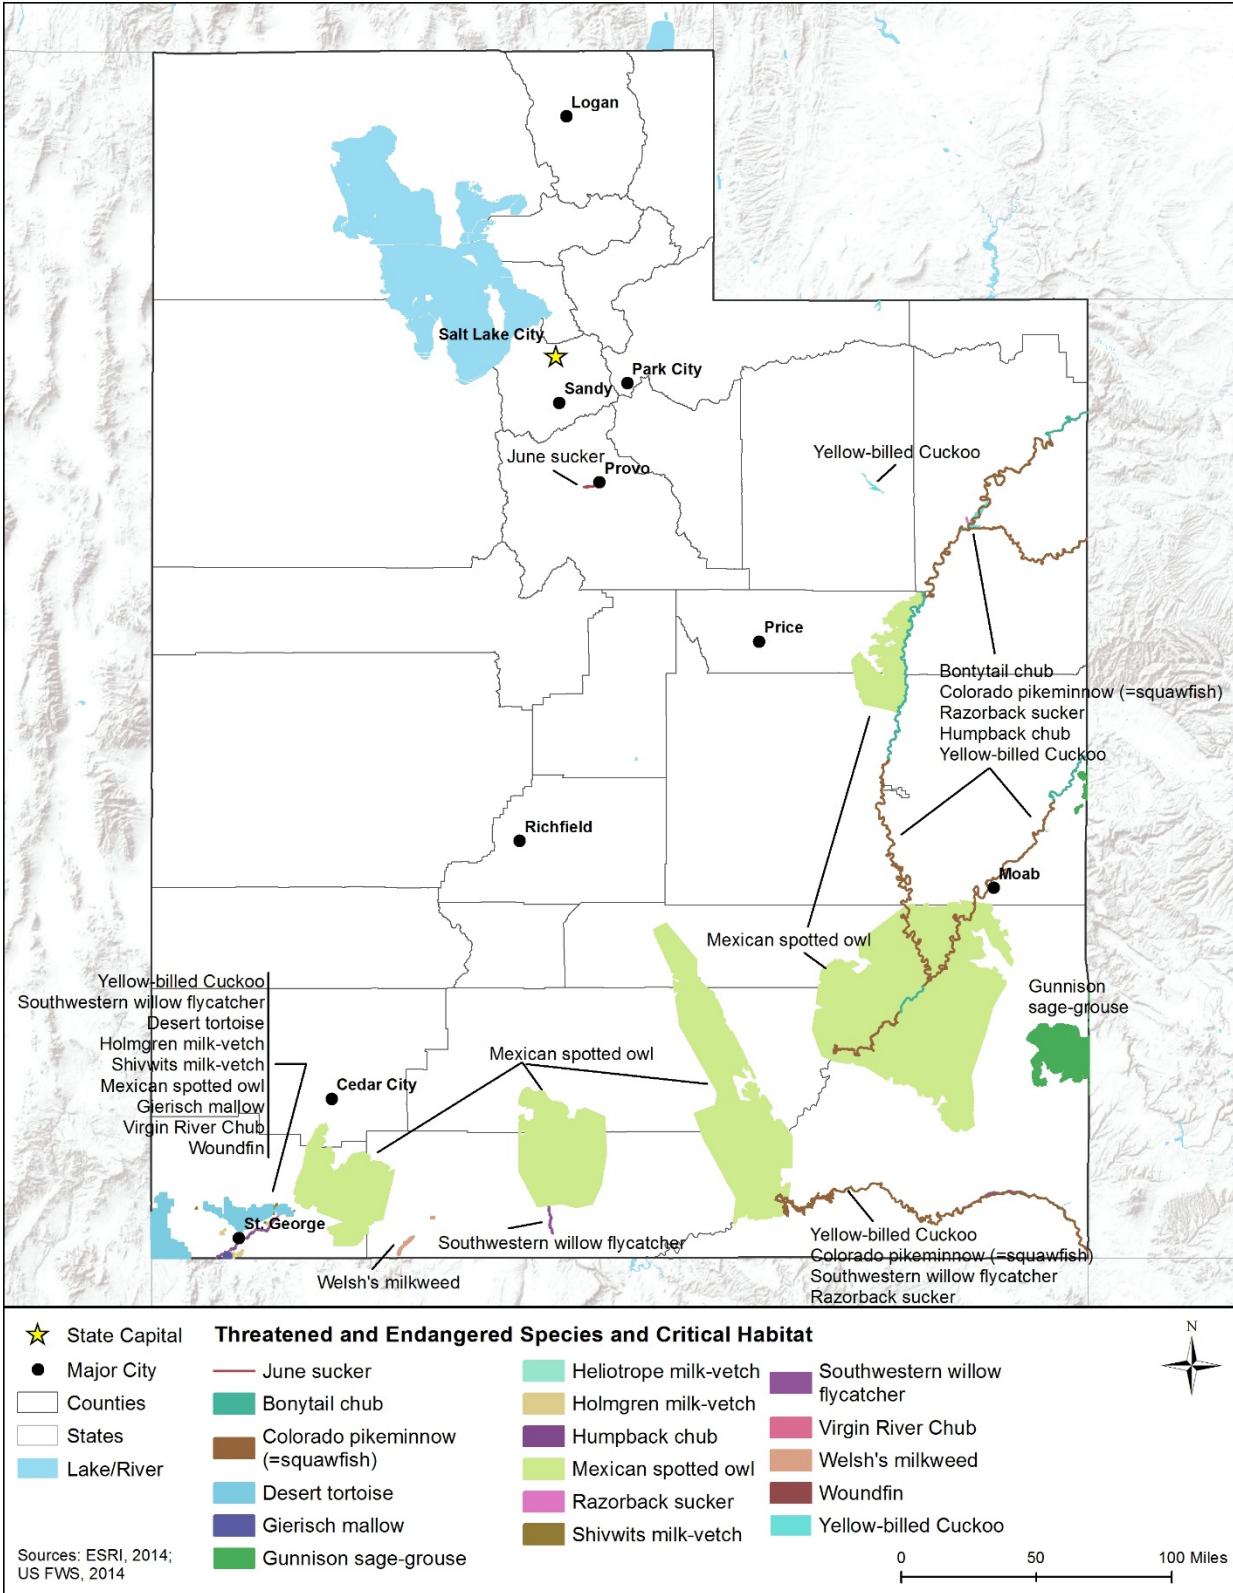 Logan
Salt Lake City
Park City
Sandy
June sucker
Provo
Yellow-billed Cuckoo
Price
Bontytail chub
Colorado pikeminnow (=squawfish)
Razorback sucker
Humpback chub
Yellow-billed Cuckoo
Richfield
Moab
Mexican spotted owl
Gunnison
sage-grouse
Yellow-billed Cuckoo
Southwestern willow flycatcher
Desert tortoise
Holmgren milk-vetch
Shivwits milk-vetch
Mexican spotted owl
Gierisch mallow
Virgin River Chub
Woundfin
Mexican spotted owl
Cedar City
St. George
Southwestern willow flycatcher
Welsh's milkweed
Yellow-billed Cuckoo
Colorado pikeminnow (=squawfish)
Southwestern willow flycatcher
Razorback sucker
State Capital
Major City
Counties
States
Lake/River
Sources: ESRI, 2014;
US FWS, 2014
Threatened and Endangered Species and Critical Habitat
June sucker
Bonytail chub
Colorado pikeminnow
(=squawfish)
Desert tortoise
Gierisch mallow
Gunnison sage-grouse
Heliotrope milk-vetch
Holmgren milk-vetch
Humpback chub
Mexican spotted owl
Razorback sucker
Shivwits milk-vetch
Southwestern willow
flycatcher
Virgin River Chub
Welsh's milkweed
Woundfin
Yellow-billed Cuckoo
N
0 50 100 Miles